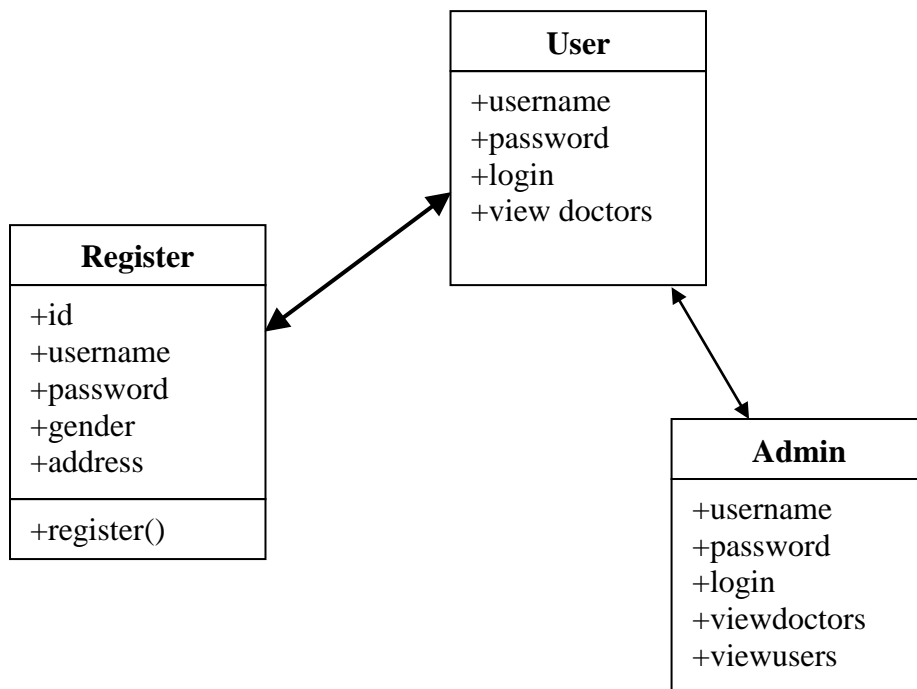 User
+username
+password
+login
+view doctors
Register
+id
+username
+password
+gender
+address
+register()
Admin
+username
+password
+login
+viewdoctors
+viewusers